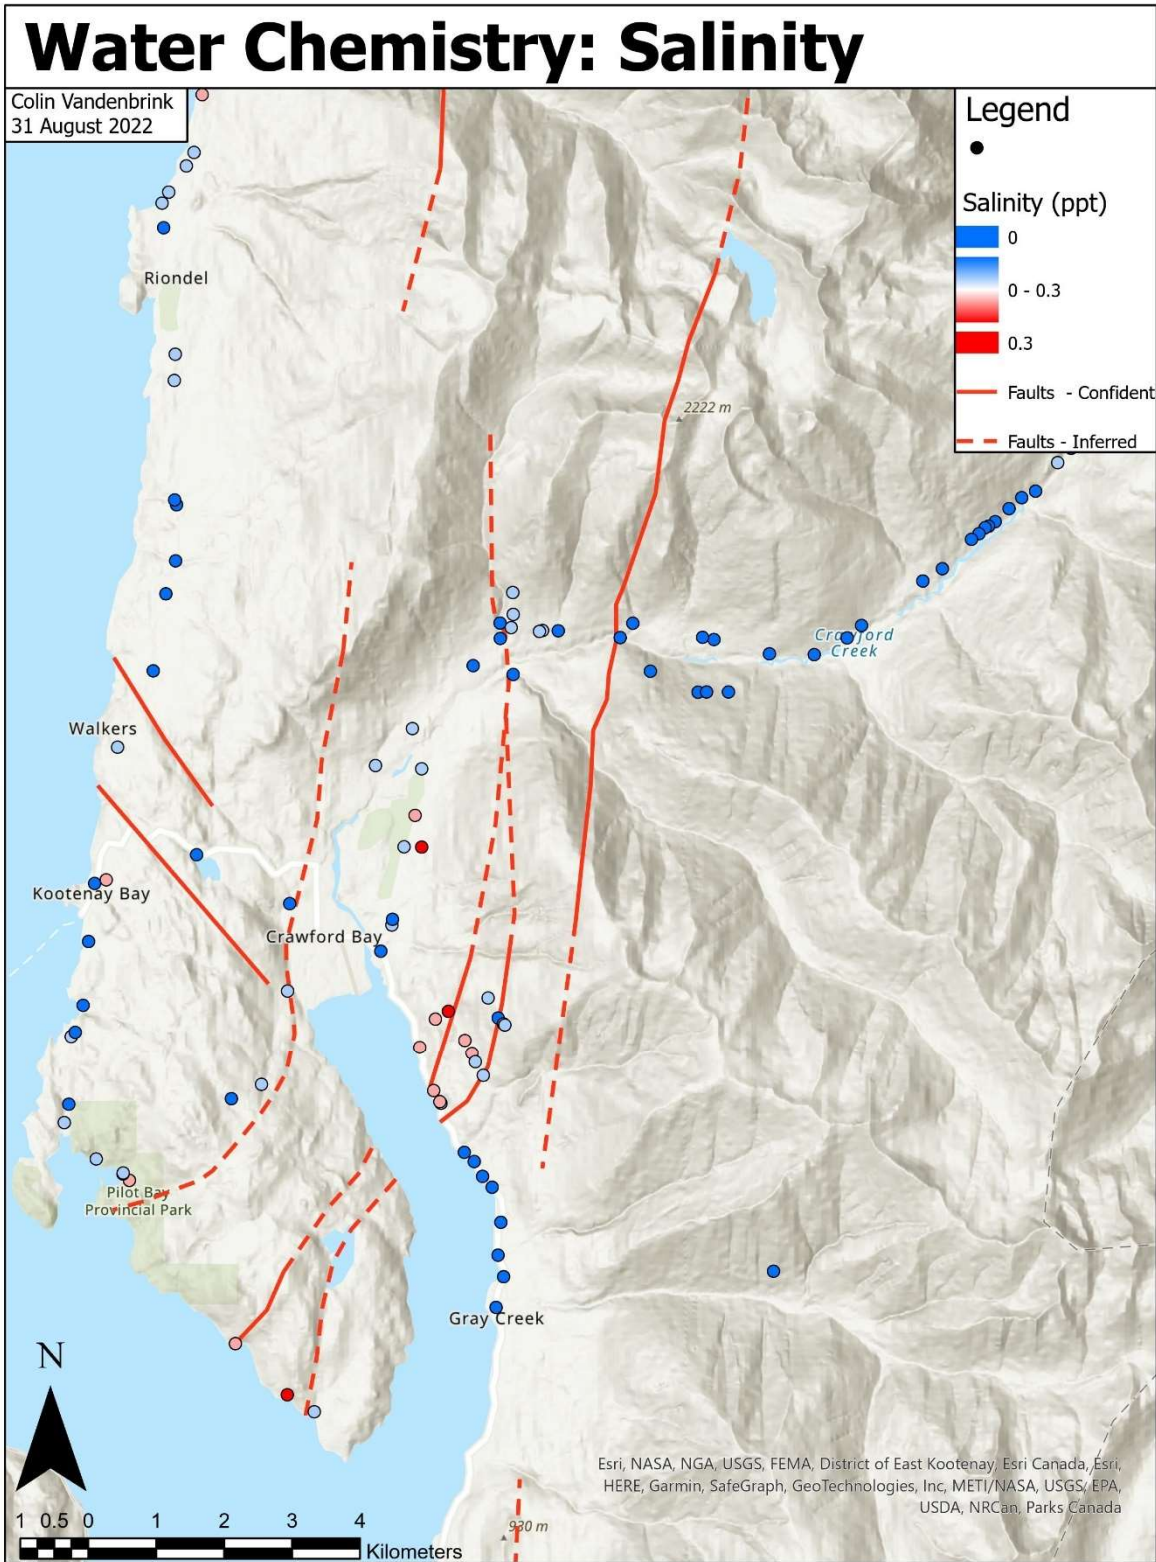 Water Chemistry: Salinity
Colin Vandenbrink
31 August 2022
Legend
Salinity (ppt)
0
0 - 0.3
0.3
Faults - Confident
Faults - Inferred
Riondel
2222 m
Crawford
Creek
Walkers
Kootenay Bay
Crawford Bay
Pilot Bay
Provincial Park
Gray Creek
N
930 m
Esri, NASA, NGA, USGS, FEMA, District of East Kootenay, Esri Canada, Esri,
HERE, Garmin, SafeGraph, GeoTechnologies, Inc, METI/NASA, USGS, EPA,
USDA, NRCan, Parks Canada
1 0.5 0 1 2 3 4
Kilometers